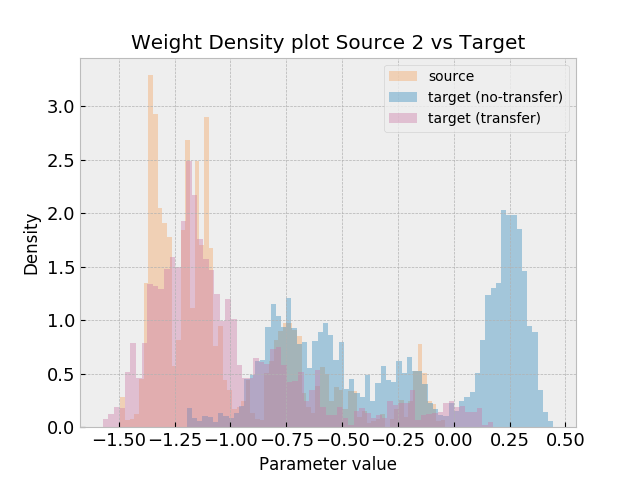 Weight Density plot Source 2 vs Target
source
target (no-transfer)
target (transfer)
Density
3.0
2.5
2.0
1.5
1.0
0.5
0.0
−1.50 −1.25 −1.00 −0.75 −0.50 −0.25 0.00 0.25 0.50
Parameter value